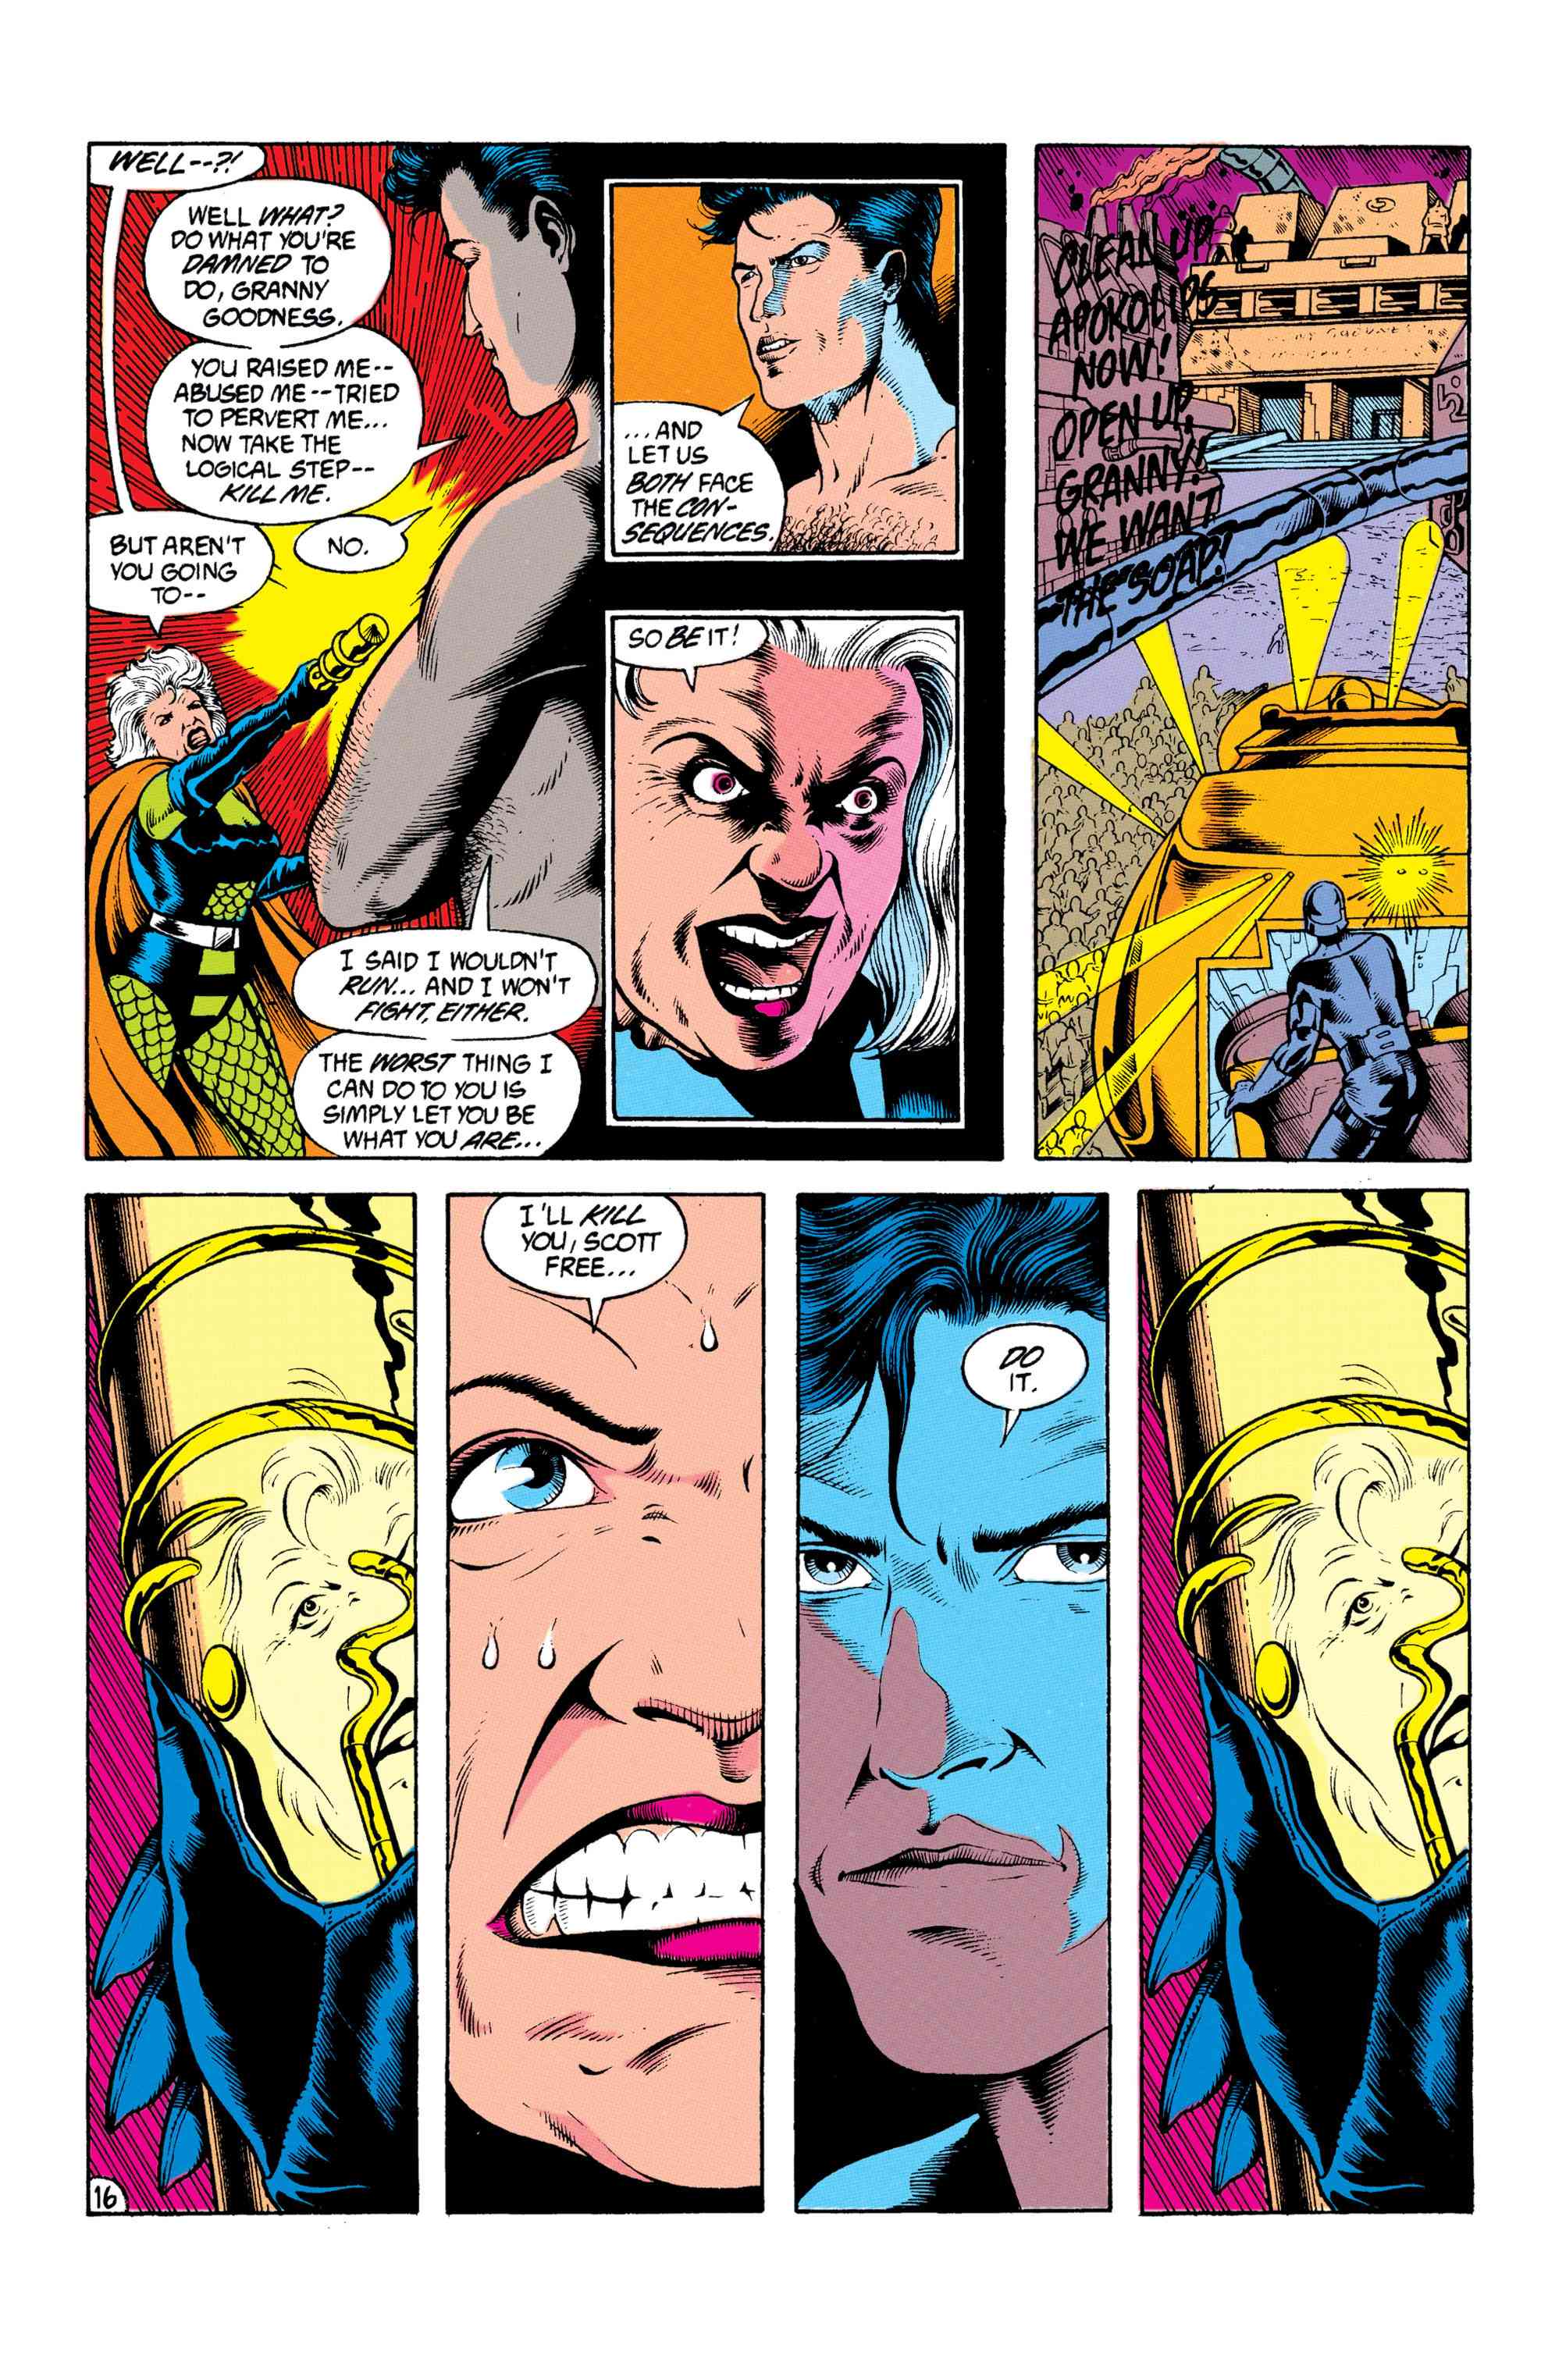 WELL--?!
WELL WHAT?
DO WHAT YOU'RE
DAMNED TO
DO, GRANNY
GOODNESS.
YOU RAISED ME--
ABUSED ME--TRIED
TO PERVERT ME...
NOW TAKE THE
LOGICAL STEP--
KILL ME.
BUT AREN'T
YOU GOING
TO--
NO.
I SAID I WOULDN'T
RUN... AND I WON'T
FIGHT, EITHER.
THE WORST THING I
CAN DO TO YOU IS
SIMPLY LET YOU BE
WHAT YOU ARE...
...AND
LET US
BOTH FACE
THE CON-
SEQUENCES.
SO BE IT!
CLEAN UP
APOKOLIPS
NOW!
OPEN UP,
GRANNY!
WE WANT
THE SOAP!
I'LL KILL
YOU, SCOTT
FREE...
DO
IT.
16